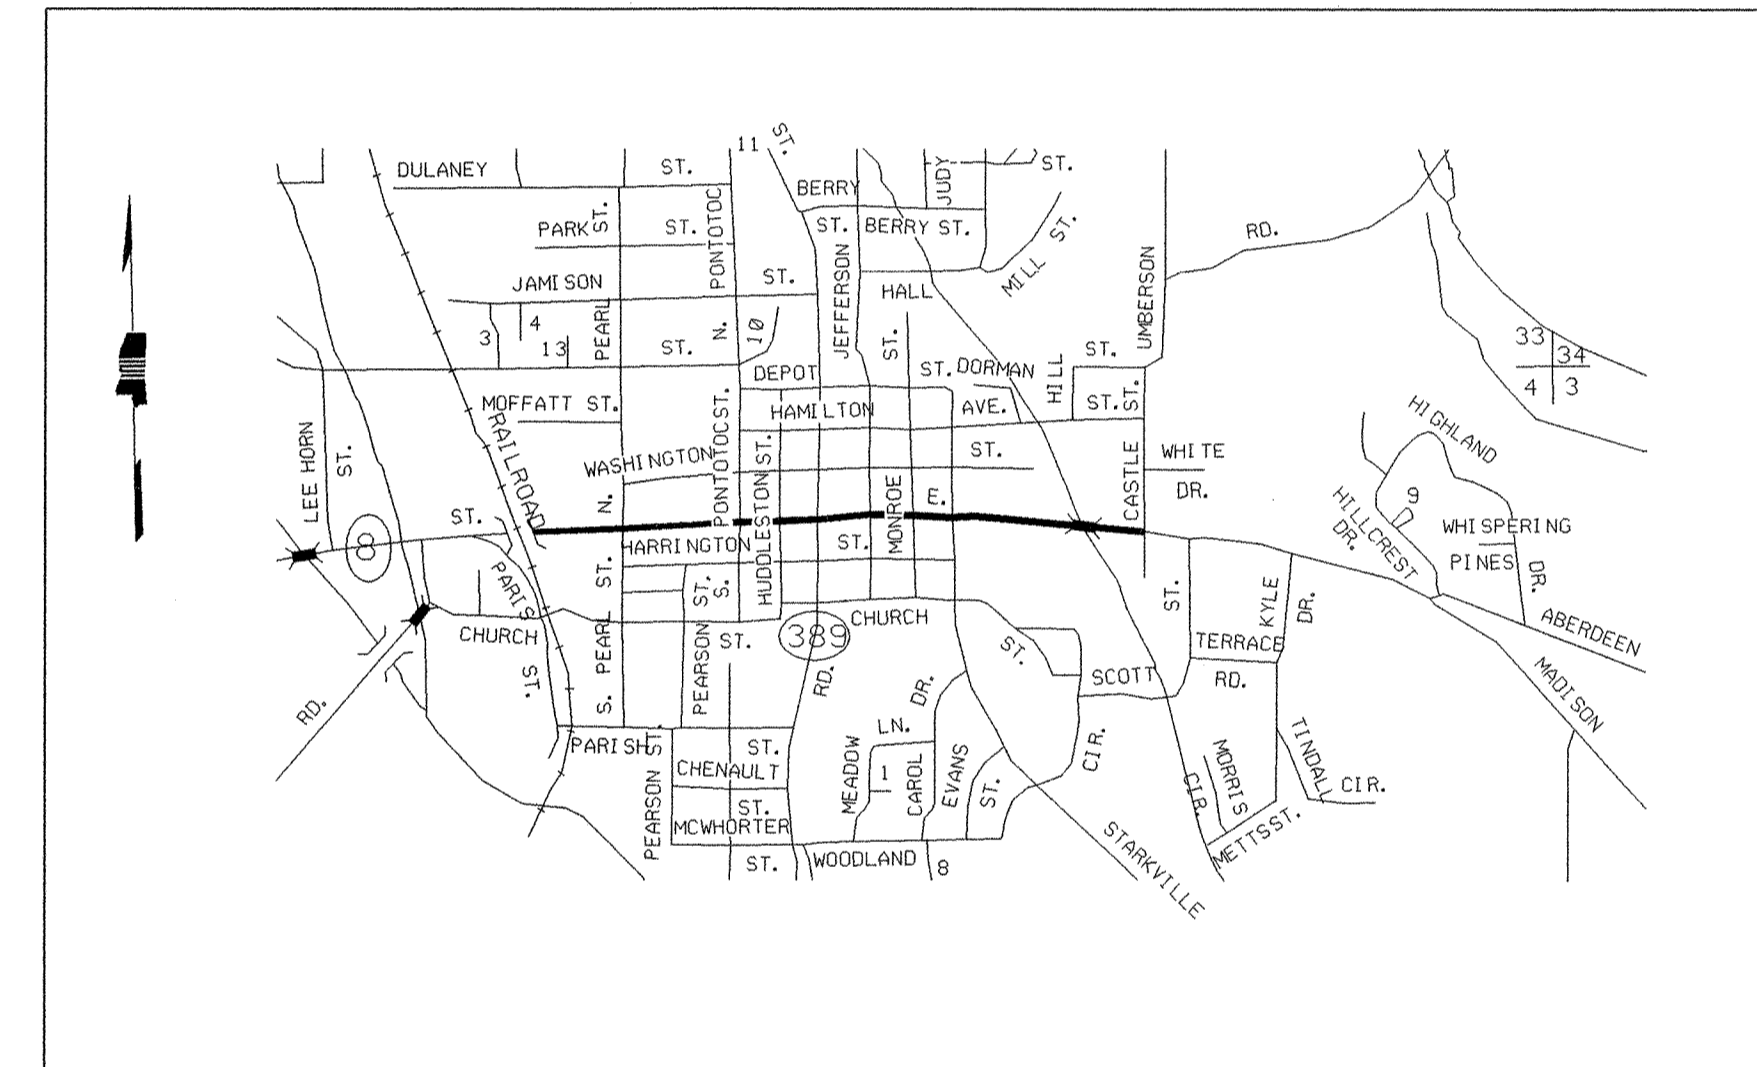 11
ST.
DULANEY ST.
BERRY
JUDY
ST.
PARK ST.
ST.
PONTOTOC
ST.
BERRY ST.
MILL ST.
RD.
JAMISON
ST.
HALL
JEFFERSON
UMBERSON
3
4
13
PEARL
ST.
N.
10
ST.
ST.
DORMAN
HILL
ST.
33
34
4
3
DEPOT
MOFFATT ST.
HAMILTON
AVE.
ST.
ST.
HIGHLAND
RAILROAD
LEE HORN
ST.
WASHINGTON
PONTOTOC ST.
HUDDLESTON ST.
ST.
CASTLE
WHITE
DR.
N.
MONROE
E.
HILLCREST
DR.
9
WHISPERING
PINES
DR.
ST.
8
HARRINGTON
ST.
PARIS
ST.
ST.
S.
ST.
KYLE
DR.
ABERDEEN
CHURCH
ST.
S. PEARL
PEARSON
ST.
389
RD.
CHURCH
ST.
TERRACE
RD.
SCOTT
MADISON
RD.
DR.
LN.
PARISH
ST.
ST.
MEADOW
1
CAROL
EVANS
ST.
CIR.
MORRIS
CIR.
TINDALL
CIR.
CHENAULT
ST.
PEARSON
MCWHORTER
ST.
WOODLAND
8
STARKVILLE
METTS ST.